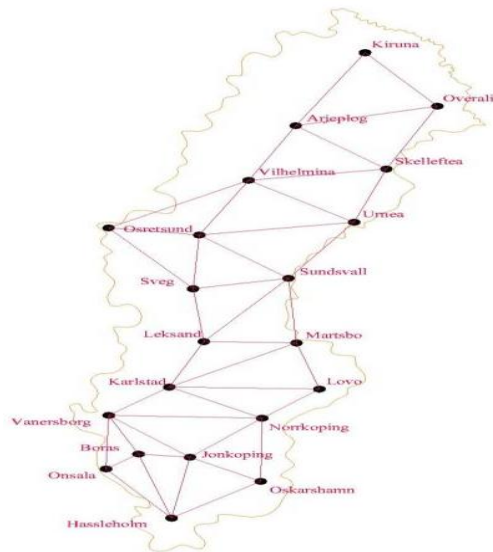 Kiruna
Overali
Arjeplog
Skelleftea
Vilhelmina
Umea
Osretsund
Sundsvall
Sveg
Leksand
Martsbo
Karlstad
Lovo
Vanersborg
Norrkoping
Boras
Jonkoping
Onsala
Oskarshamn
Hassleholm